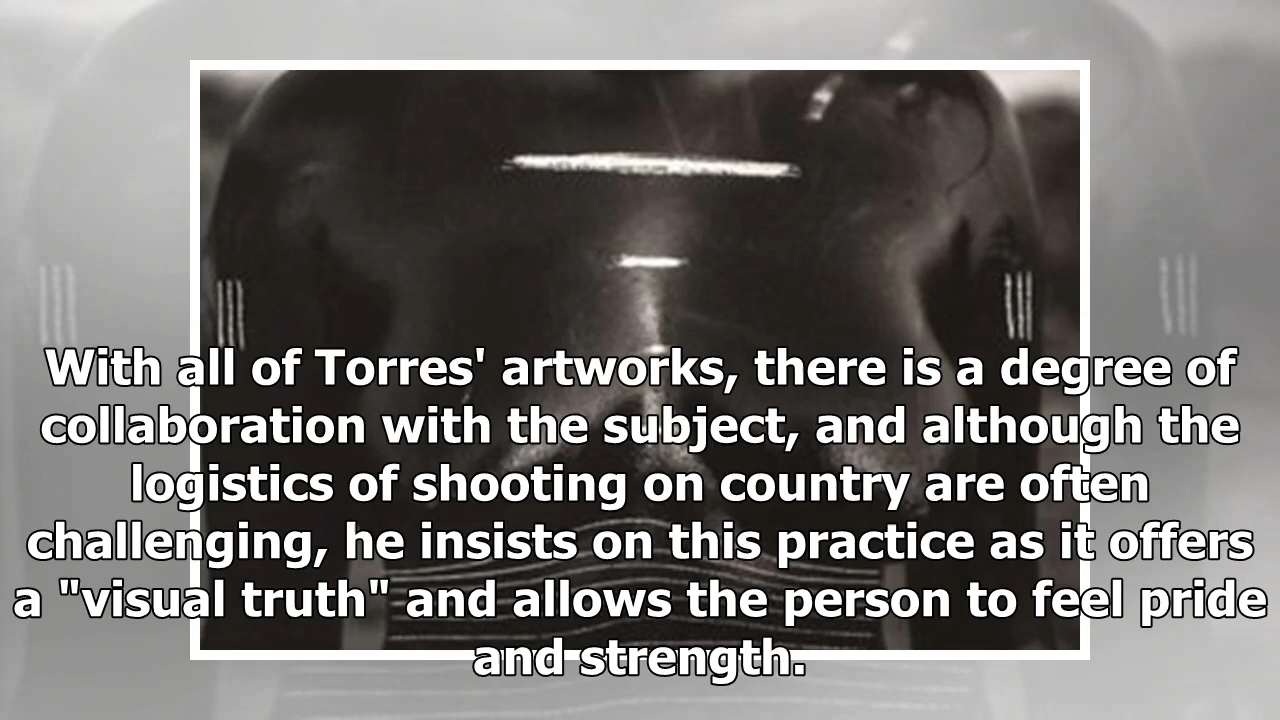 With all of Torres' artworks, there is a degree of
collaboration with the subject, and although the
logistics of shooting on country are often
challenging, he insists on this practice as it offers
a "visual truth" and allows the person to feel pride
and strength.